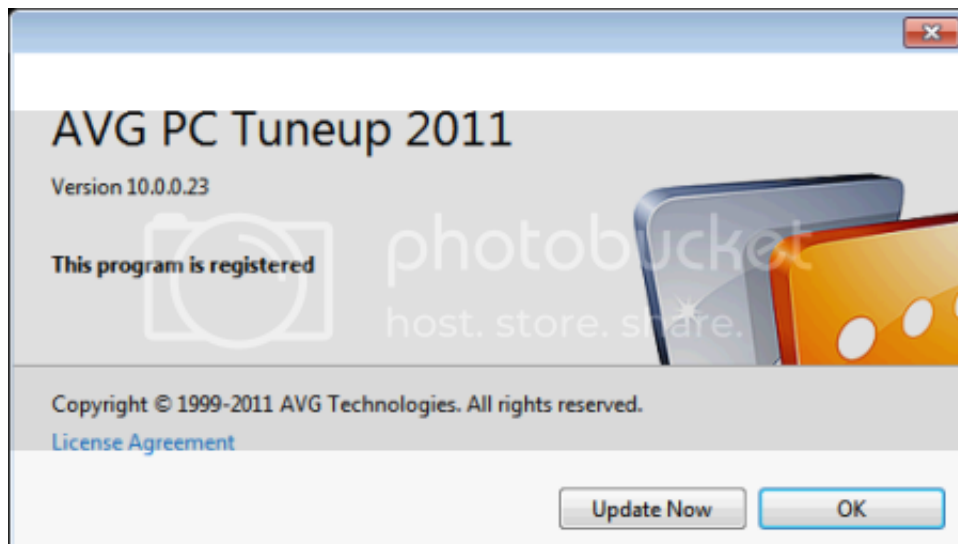 AVG PC Tuneup 2011
Version 10.0.0.23
This program is registered
photobucket
host. store. share.
Copyright © 1999-2011 AVG Technologies. All rights reserved.
License Agreement
Update Now
OK